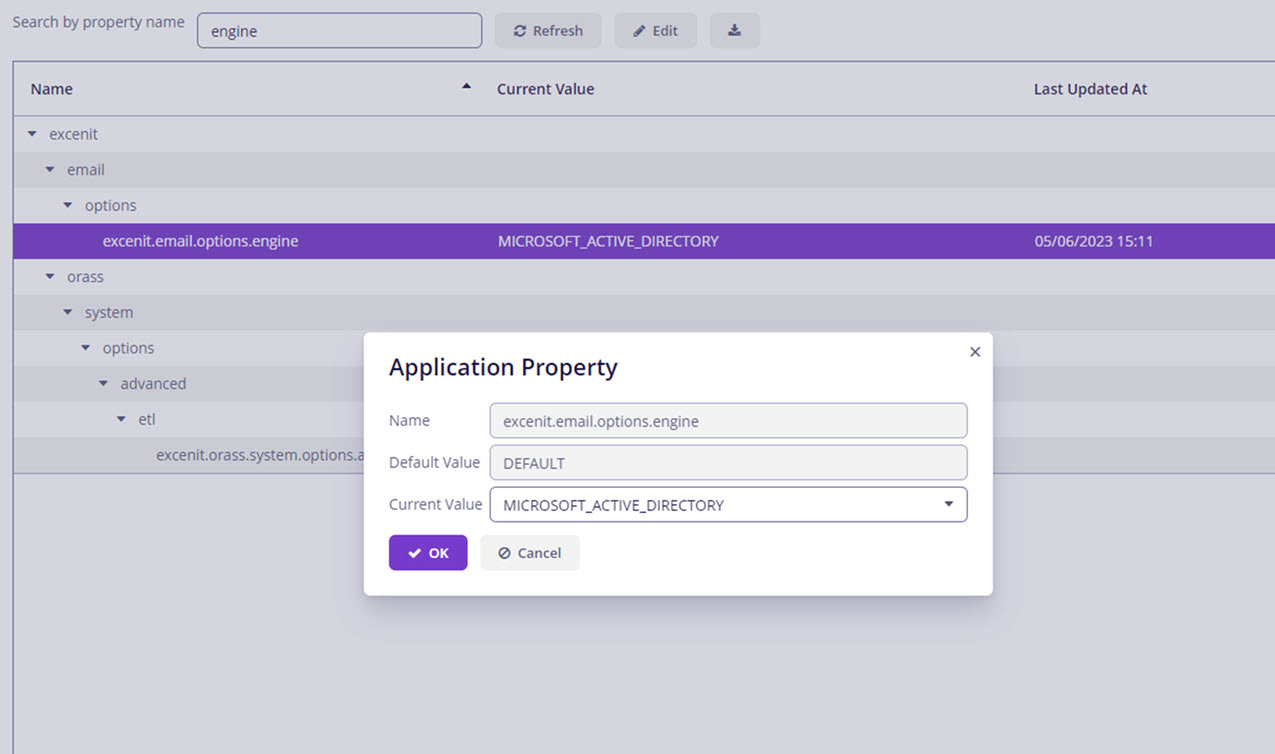 Search by property name engine Refresh Edit
Name Current Value Last Updated At
excenit
email
options
excenit.email.options.engine MICROSOFT_ACTIVE_DIRECTORY 05/06/2023 15:11
orass
system
options
advanced
etl
excenit.orass.system.options.a
Application Property
Name excenit.email.options.engine
Default Value DEFAULT
Current Value MICROSOFT_ACTIVE_DIRECTORY
OK Cancel